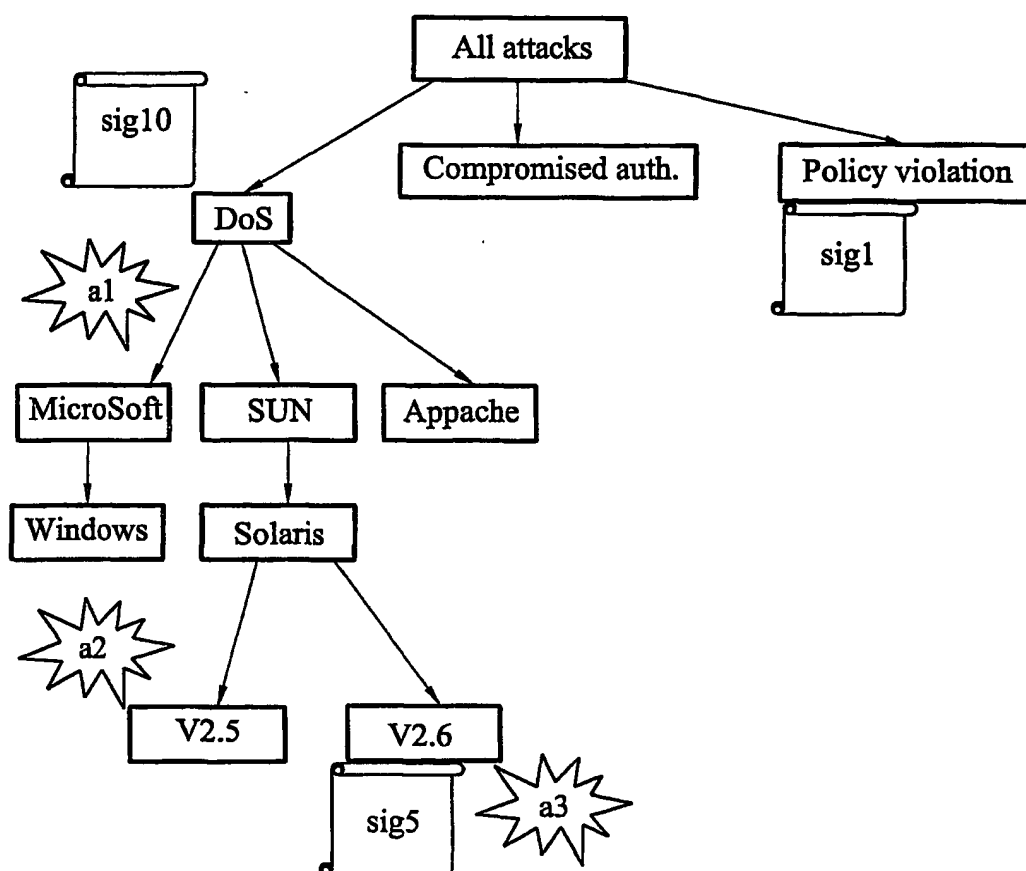 All attacks
sig10
Compromised auth.
Policy violation
DoS
sig1
a1
MicroSoft
SUN
Appache
Windows
Solaris
a2
V2.5
V2.6
sig5
a3